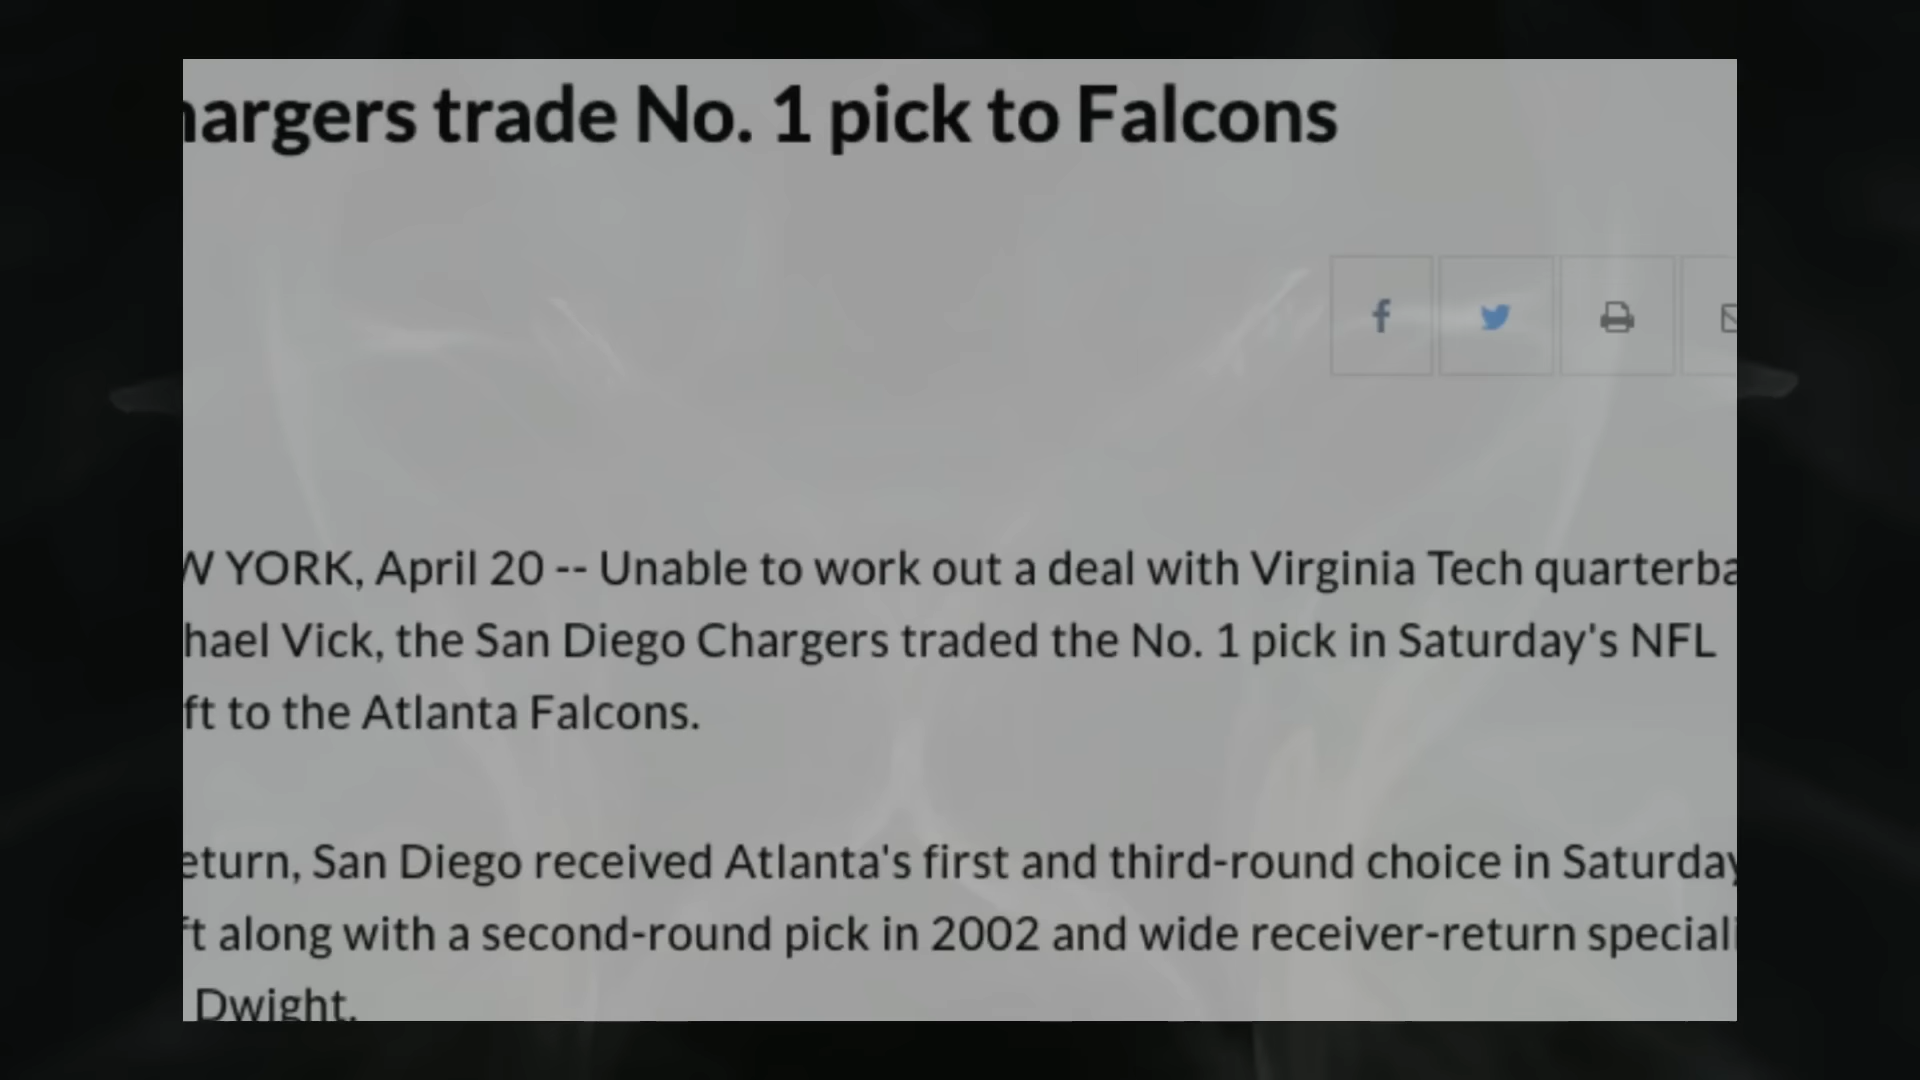 hargers trade No. 1 pick to Falcons
W YORK, April 20 -- Unable to work out a deal with Virginia Tech quarterba
hael Vick, the San Diego Chargers traded the No. 1 pick in Saturday's NFL
ft to the Atlanta Falcons.
eturn, San Diego received Atlanta's first and third-round choice in Saturday
ft along with a second-round pick in 2002 and wide receiver-return speciali
Dwight.